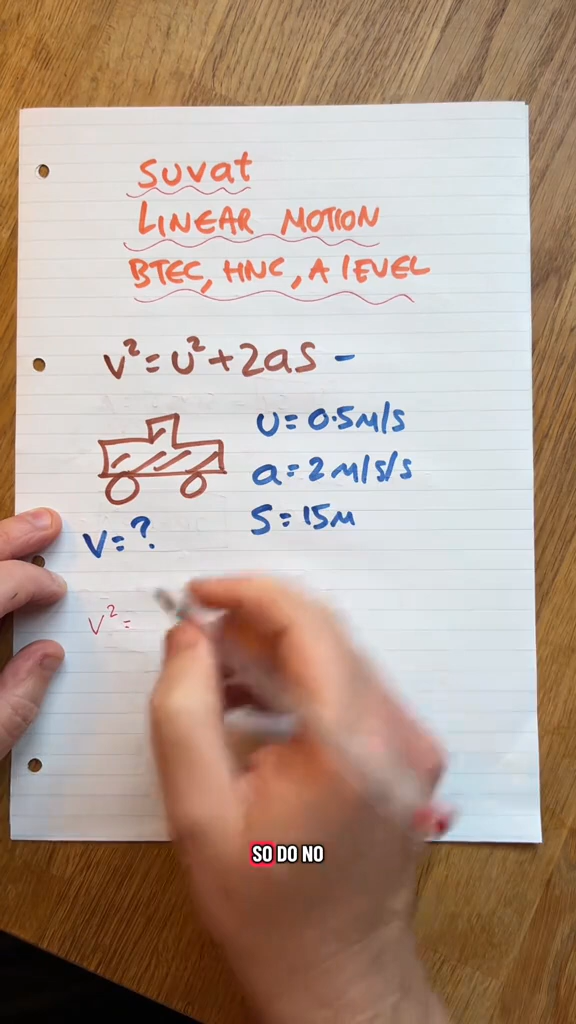 Suvat
LINEAR MOTION
BTEC, HNC, A LEVEL
v² = u² + 2as -
u = 0.5m/s
a = 2m/s/s
s = 15m
v = ?
v² =
SO DO NO